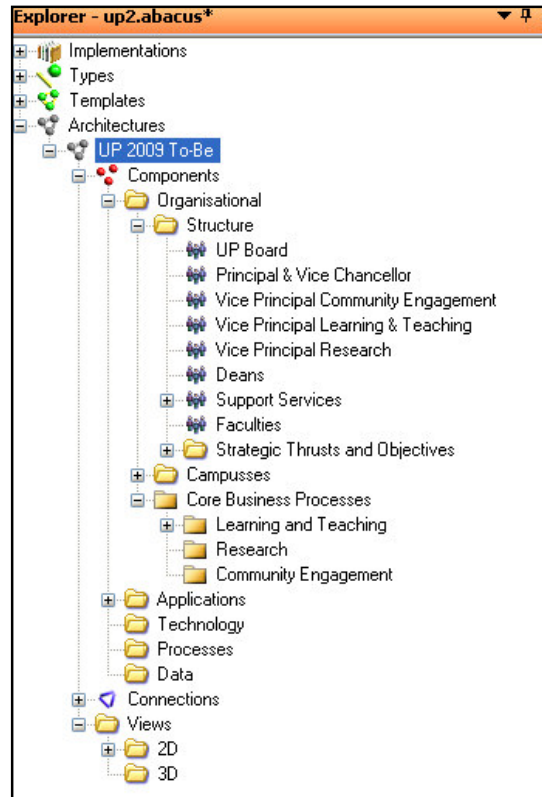 Explorer - up2.abacus*
Implementations
Types
Templates
Architectures
UP 2009 To-Be
Components
Organisational
Structure
UP Board
Principal & Vice Chancellor
Vice Principal Community Engagement
Vice Principal Learning & Teaching
Vice Principal Research
Deans
Support Services
Faculties
Strategic Thrusts and Objectives
Campusses
Core Business Processes
Learning and Teaching
Research
Community Engagement
Applications
Technology
Processes
Data
Connections
Views
2D
3D